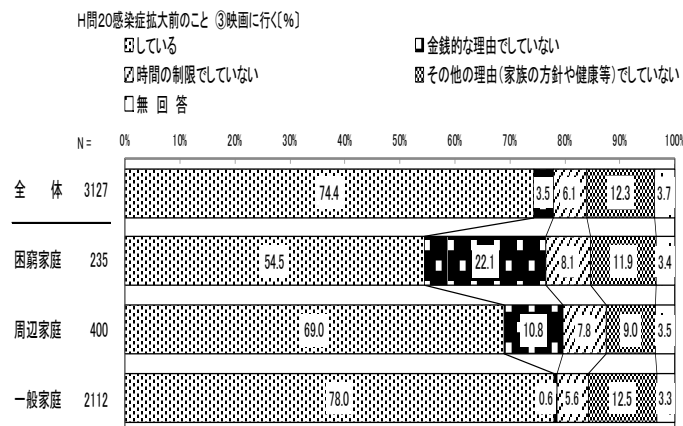 H問20感染症拡大前のこと ③映画に行く[%]
している 金銭的な理由でしていない
時間の制限でしていない その他の理由(家族の方針や健康等)でしていない
無 回 答
N = 0% 10% 20% 30% 40% 50% 60% 70% 80% 90% 100%
全 体 3127 74.4 3.5 6.1 12.3 3.7
困窮家庭 235 54.5 22.1 8.1 11.9 3.4
周辺家庭 400 69.0 10.8 7.8 9.0 3.5
一般家庭 2112 78.0 0.6 5.6 12.5 3.3